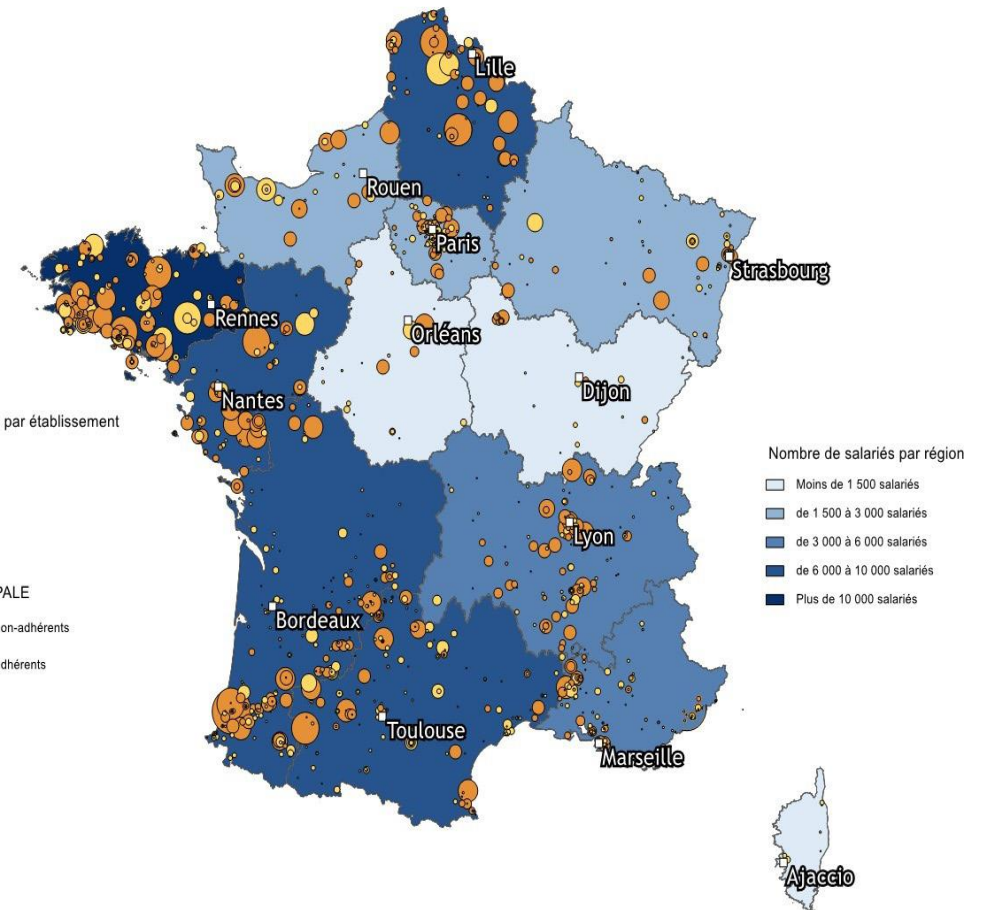 Lille
Rouen
Paris
Strasbourg
Rennes
Orléans
Dijon
Nantes
par établissement
Nombre de salariés par région
Moins de 1 500 salariés
de 1 500 à 3 000 salariés
de 3 000 à 6 000 salariés
de 6 000 à 10 000 salariés
Plus de 10 000 salariés
Lyon
PALE
on-adhérents
dhérents
Bordeaux
Toulouse
Marseille
Ajaccio